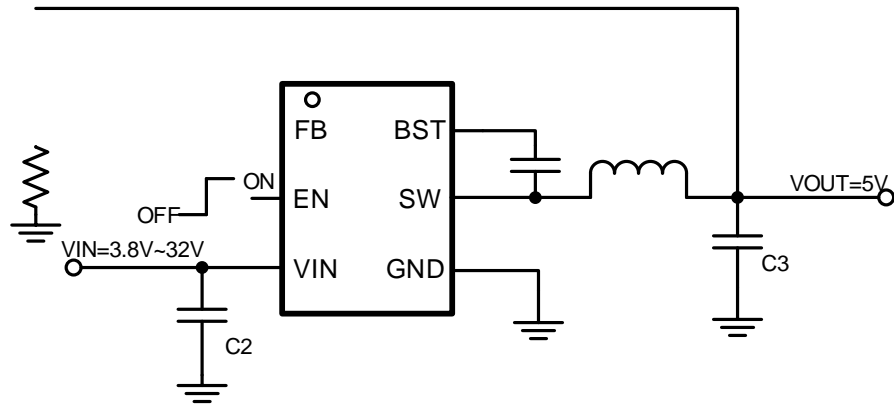 FB
BST
ON
EN
SW
VOUT=5V
OFF
VIN=3.8V~32V
VIN
GND
C3
C2